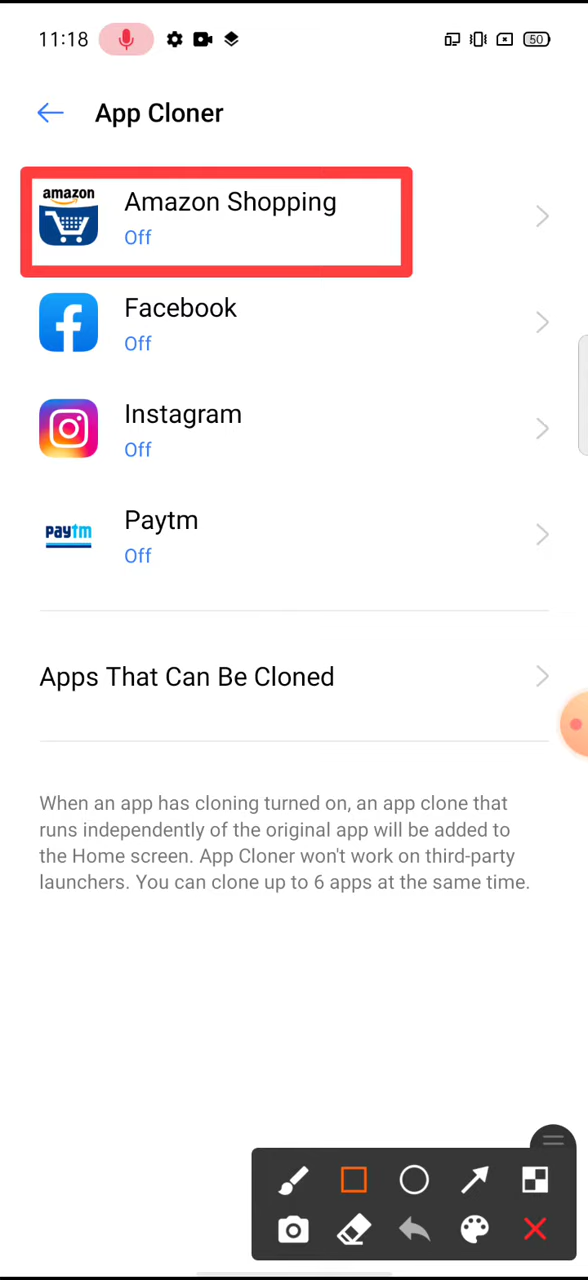 11:18
50
App Cloner
amazon
Amazon Shopping
Off
Facebook
Off
Instagram
Off
paytm
Paytm
Off
Apps That Can Be Cloned
When an app has cloning turned on, an app clone that
runs independently of the original app will be added to
the Home screen. App Cloner won't work on third-party
launchers. You can clone up to 6 apps at the same time.